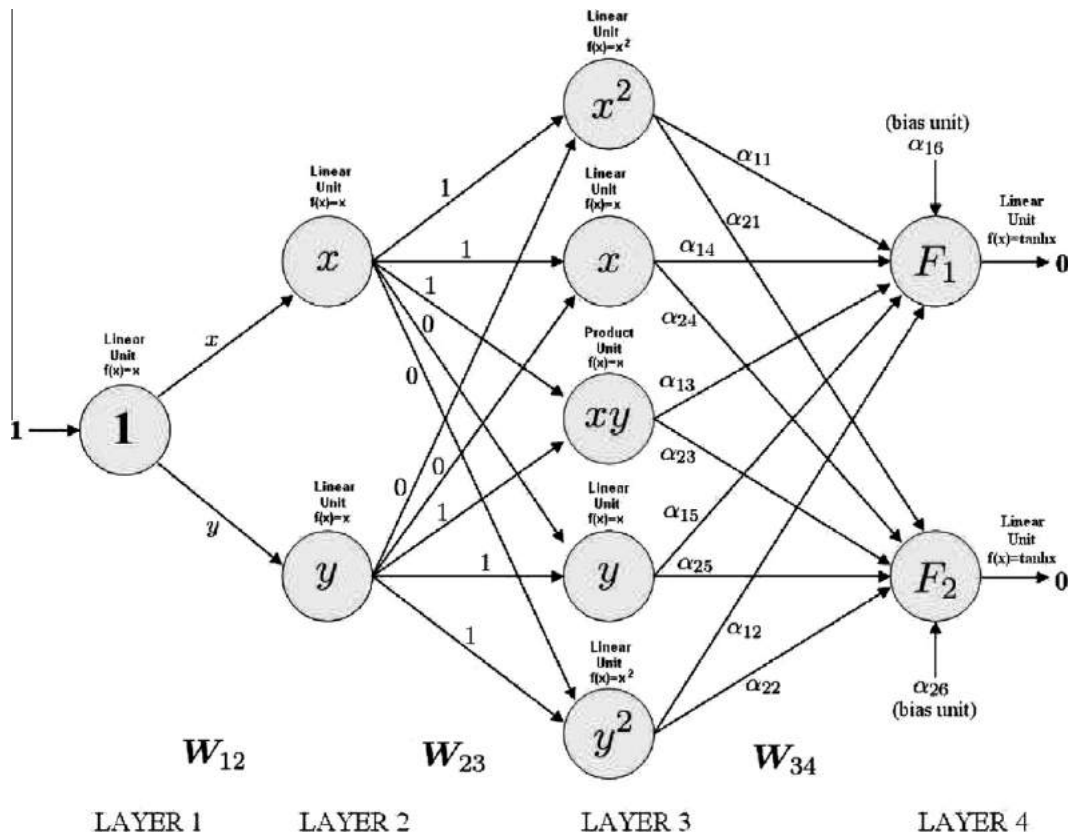 Linear
Unit
f(x)=x²
x²
(bias unit)
α₁₆
α₁₁
Linear
Unit
f(x)=x
x
1
Linear
Unit
f(x)=x
x
α₂₁
α₁₄
F₁
Linear
Unit
f(x)=tanhx
0
1
1
0
0
α₂₄
x
Linear
Unit
f(x)=x
1
1
Product
Unit
f(x)=x
xy
α₁₃
α₂₃
y
0
0
1
Linear
Unit
f(x)=x
y
1
Linear
Unit
f(x)=x
y
α₁₅
α₂₅
F₂
Linear
Unit
f(x)=tanhx
0
1
Linear
Unit
f(x)=x²
y²
α₁₂
α₂₂
α₂₆
(bias unit)
W₁₂
W₂₃
W₃₄
LAYER 1
LAYER 2
LAYER 3
LAYER 4